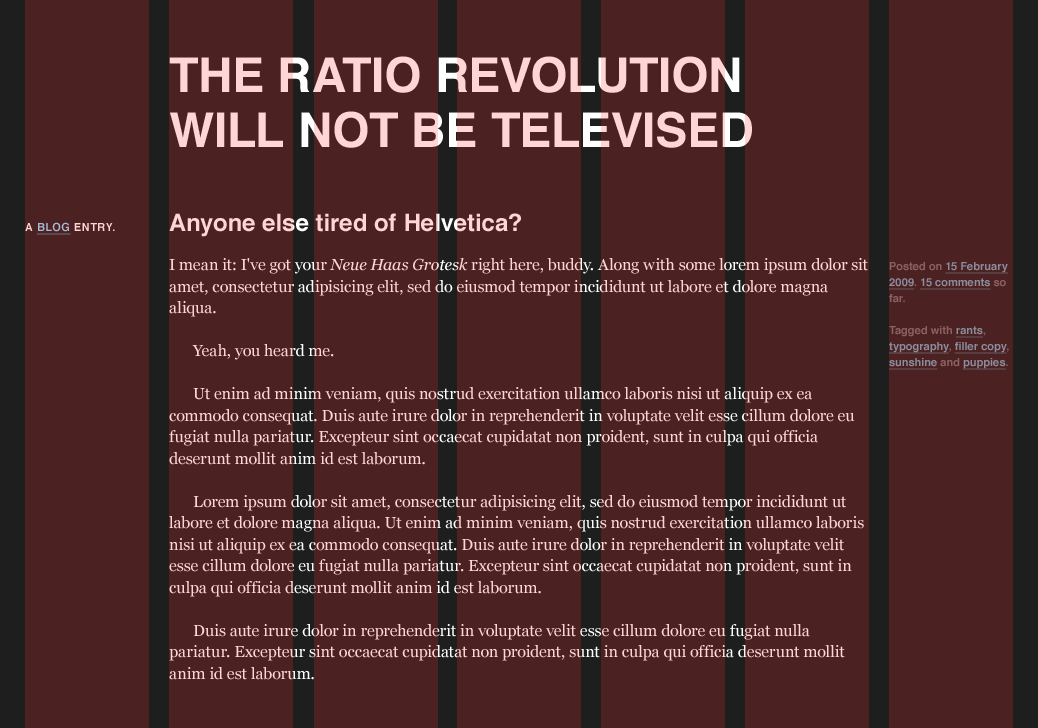 THE RATIO REVOLUTION
WILL NOT BE TELEVISED
A BLOG ENTRY.
Anyone else tired of Helvetica?
I mean it: I've got your Neue Haas Grotesk right here, buddy. Along with some lorem ipsum dolor sit
amet, consectetur adipisicing elit, sed do eiusmod tempor incididunt ut labore et dolore magna
aliqua.
Yeah, you heard me.
Ut enim ad minim veniam, quis nostrud exercitation ullamco laboris nisi ut aliquip ex ea
commodo consequat. Duis aute irure dolor in reprehenderit in voluptate velit esse cillum dolore eu
fugiat nulla pariatur. Excepteur sint occaecat cupidatat non proident, sunt in culpa qui officia
deserunt mollit anim id est laborum.
Lorem ipsum dolor sit amet, consectetur adipisicing elit, sed do eiusmod tempor incididunt ut
labore et dolore magna aliqua. Ut enim ad minim veniam, quis nostrud exercitation ullamco laboris
nisi ut aliquip ex ea commodo consequat. Duis aute irure dolor in reprehenderit in voluptate velit
esse cillum dolore eu fugiat nulla pariatur. Excepteur sint occaecat cupidatat non proident, sunt in
culpa qui officia deserunt mollit anim id est laborum.
Duis aute irure dolor in reprehenderit in voluptate velit esse cillum dolore eu fugiat nulla
pariatur. Excepteur sint occaecat cupidatat non proident, sunt in culpa qui officia deserunt mollit
anim id est laborum.
Posted on 15 February
2009. 15 comments so
far.
Tagged with rants,
typography, filler copy,
sunshine and puppies.